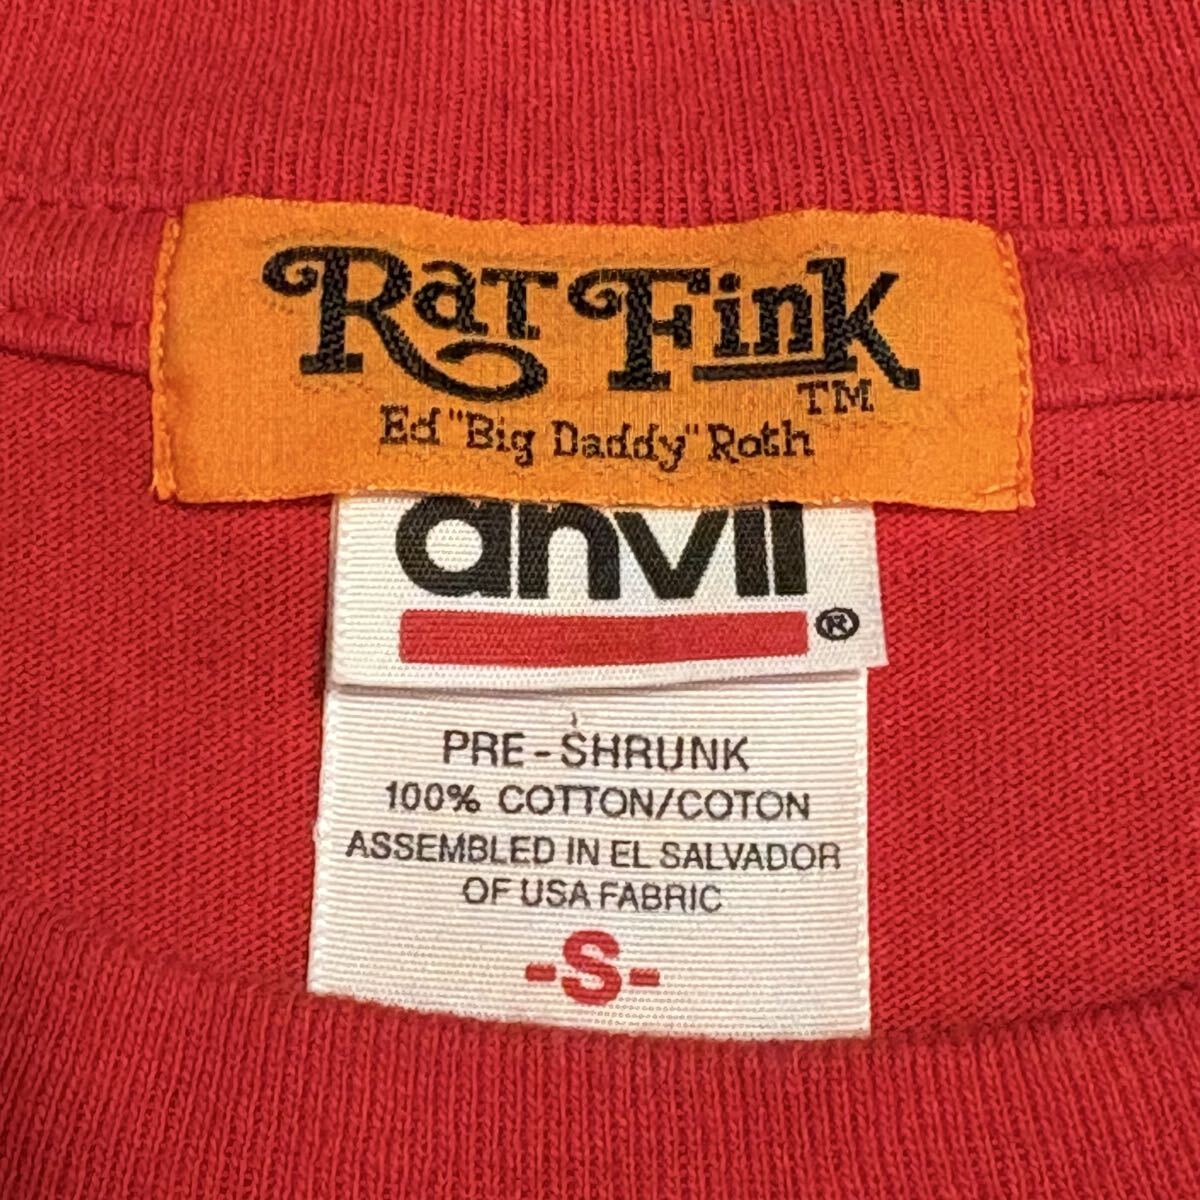 Rat Fink
TM
Ed "Big Daddy" Roth
anvil
®
PRE-SHRUNK
100% COTTON/COTON
ASSEMBLED IN EL SALVADOR
OF USA FABRIC
-S-